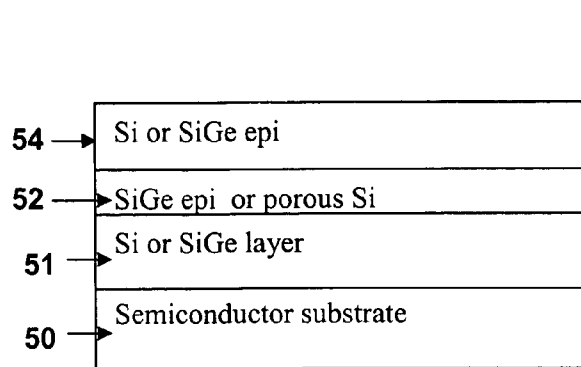 54 Si or SiGe epi
52 SiGe epi or porous Si
51 Si or SiGe layer
50 Semiconductor substrate